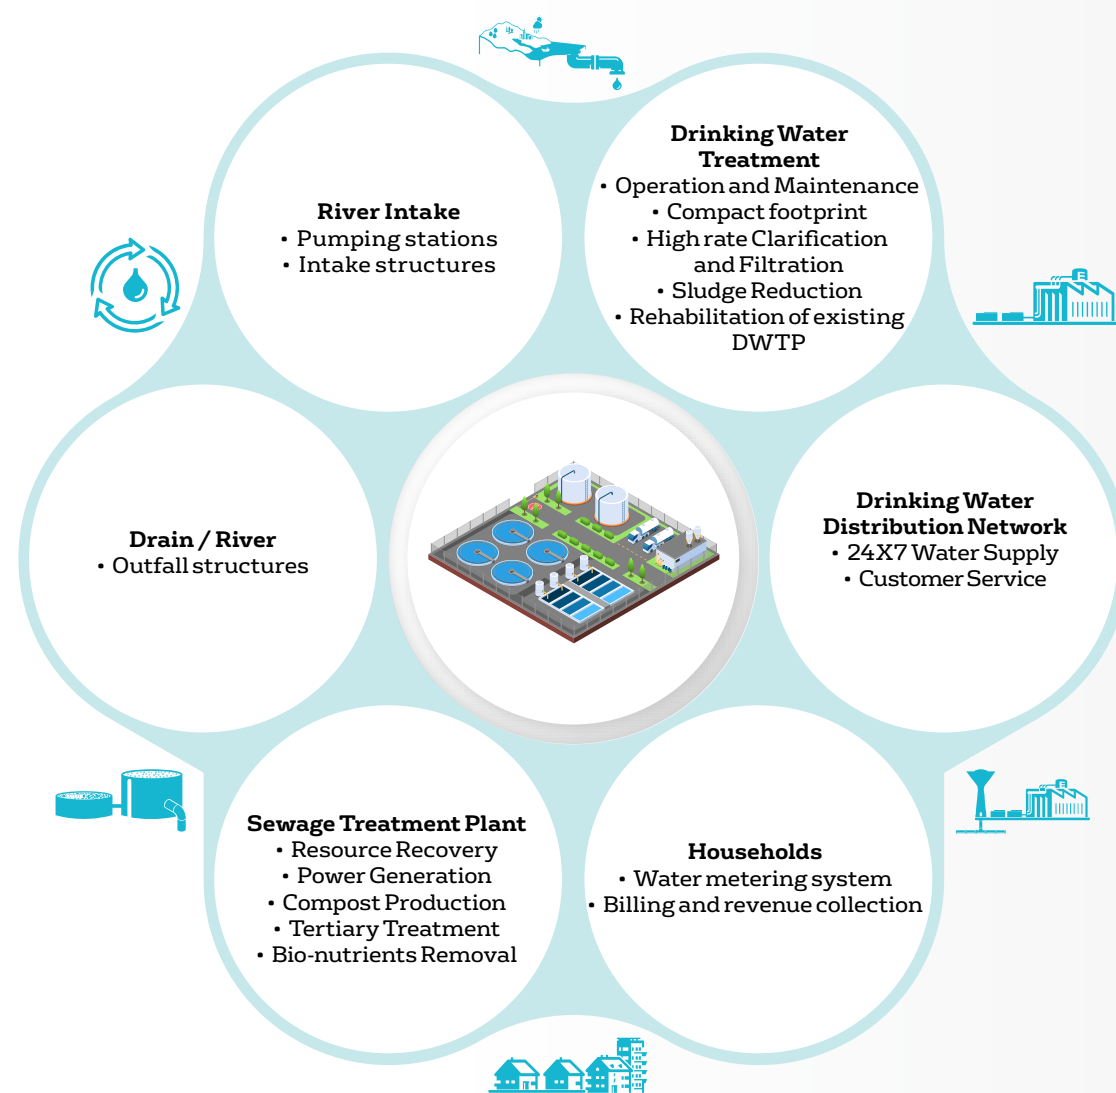 River Intake
• Pumping stations
• Intake structures
Drinking Water
Treatment
• Operation and Maintenance
• Compact footprint
• High rate Clarification
and Filtration
• Sludge Reduction
• Rehabilitation of existing
DWTP
Drinking Water
Distribution Network
• 24X7 Water Supply
• Customer Service
Households
• Water metering system
• Billing and revenue collection
Sewage Treatment Plant
• Resource Recovery
• Power Generation
• Compost Production
• Tertiary Treatment
• Bio-nutrients Removal
Drain / River
• Outfall structures